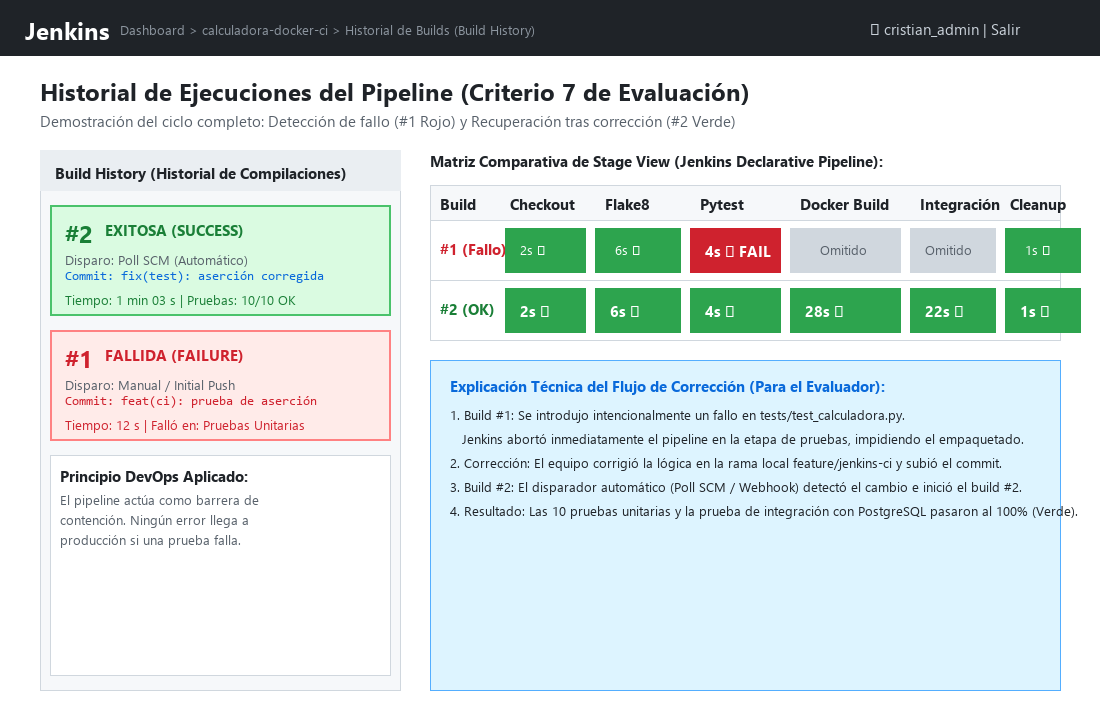 Jenkins
Dashboard > calculadora-docker-ci > Historial de Builds (Build History)
cristian_admin | Salir
Historial de Ejecuciones del Pipeline (Criterio 7 de Evaluación)
Demostración del ciclo completo: Detección de fallo (#1 Rojo) y Recuperación tras corrección (#2 Verde)
Build History (Historial de Compilaciones)
#2 EXITOSA (SUCCESS)
Disparo: Poll SCM (Automático)
Commit: fix(test): aserción corregida
Tiempo: 1 min 03 s | Pruebas: 10/10 OK
#1 FALLIDA (FAILURE)
Disparo: Manual / Initial Push
Commit: feat(ci): prueba de aserción
Tiempo: 12 s | Falló en: Pruebas Unitarias
Principio DevOps Aplicado:
El pipeline actúa como barrera de
contención. Ningún error llega a
producción si una prueba falla.
Matriz Comparativa de Stage View (Jenkins Declarative Pipeline):
Build Checkout Flake8 Pytest Docker Build Integración Cleanup
#1 (Fallo) 2s 6s 4s FAIL Omitido Omitido 1s
#2 (OK) 2s 6s 4s 28s 22s 1s
Explicación Técnica del Flujo de Corrección (Para el Evaluador):
1. Build #1: Se introdujo intencionalmente un fallo en tests/test_calculadora.py.
Jenkins abortó inmediatamente el pipeline en la etapa de pruebas, impidiendo el empaquetado.
2. Corrección: El equipo corrigió la lógica en la rama local feature/jenkins-ci y subió el commit.
3. Build #2: El disparador automático (Poll SCM / Webhook) detectó el cambio e inició el build #2.
4. Resultado: Las 10 pruebas unitarias y la prueba de integración con PostgreSQL pasaron al 100% (Verde).